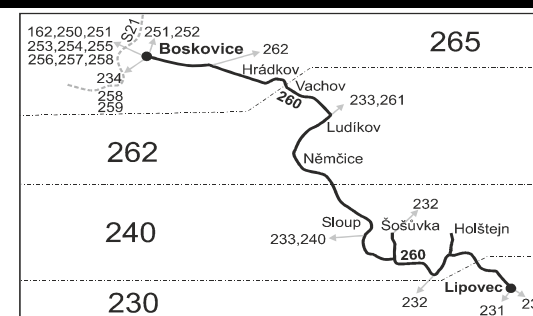 162,250,251
S21
251,252
253,254,255
Boskovice
256,257,258
262
265
234
Hrádkov
258
259
Vachov
260
233,261
Ludíkov
262
Němčice
232
240
Sloup
Šošůvka
Holštejn
233,240
260
Lipovec
230
232
231